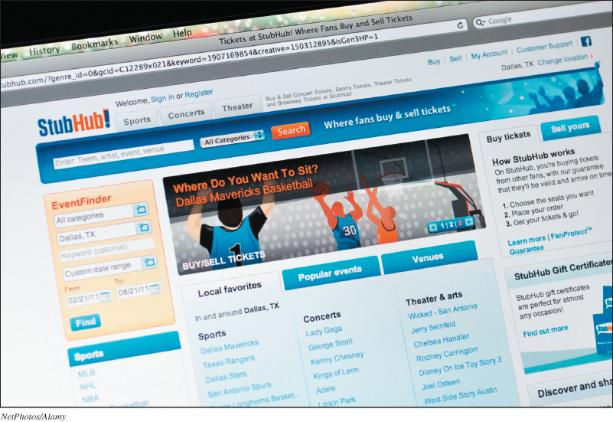 View History Bookmarks Window Help
Tickets at StubHub! Where Fans Buy and Sell Tickets
tubhub.com/?genre_id=0&gcid=C12289x021&keyword=1907169854&creative=150312895&isGen3HP=1
Google
Buy | Sell | My Account | Customer Support
Dallas, TX Change location
StubHub!
Welcome, Sign in or Register
Sports
Concerts
Theater
Buy & Sell Concert Tickets, Sports Tickets, Theater Tickets
and Broadway Tickets at StubHub!
Enter: Team, artist, event, venue
All Categories
Search
Where fans buy & sell tickets
EventFinder
All categories
Dallas, TX
Keyword (optional)
Custom date range
From:
To:
02/21/11
08/21/11
Find
Sports
MLB
NHL
NBA
Basketball
Where Do You Want To Sit?
Dallas Mavericks Basketball
1
30
BUY/SELL TICKETS
1 2 3
Local favorites
Popular events
Venues
In and around Dallas, TX
Sports
Dallas Mavericks
Texas Rangers
Dallas Stars
San Antonio Spurs
Longhorns Basket...
Concerts
Lady Gaga
George Strait
Kenny Chesney
Kings of Leon
Adele
Linkin Park
Theater & arts
Wicked - San Antonio
Jerry Seinfeld
Chelsea Handler
Rodney Carrington
Disney On Ice Toy Story 3
Joel Osteen
West Side Story Austin
Buy tickets
Sell yours
How StubHub works
On StubHub, you're buying tickets
from other fans, with our guarantee
that they'll be valid and arrive on time
1. Choose the seats you want
2. Place your order
3. Get your tickets & go!
Learn more | FanProtect™
Guarantee
StubHub Gift Certificates
StubHub gift certificates
are perfect for almost
any occasion!
Find out more
Discover and sha
NetPhotos/Alamy